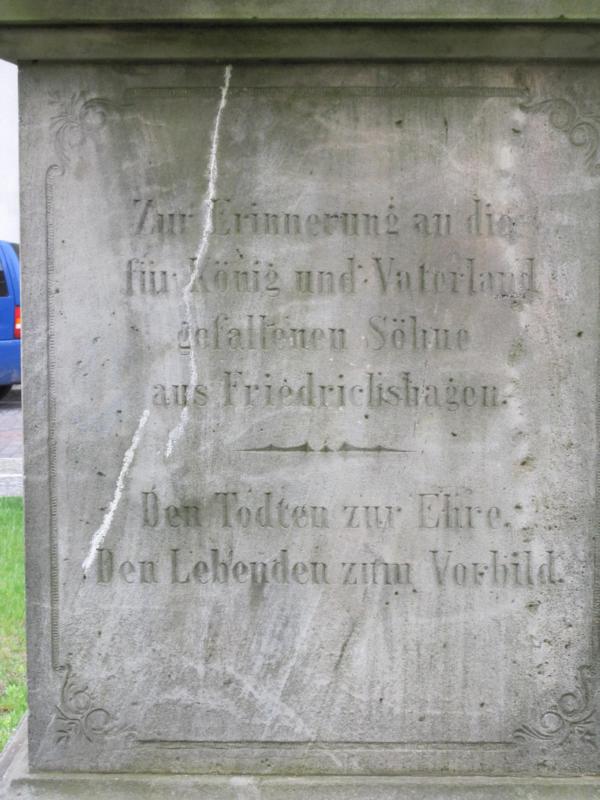 Zur Erinnerung an die
für König und Vaterland
gefallenen Söhne
aus Friedrichshagen.
Den Todten zur Ehre.
Den Lebenden zum Vorbild.